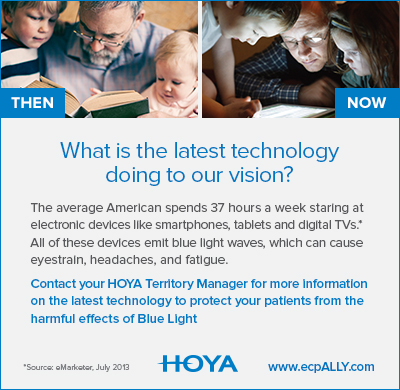 THEN
NOW
What is the latest technology
doing to our vision?
The average American spends 37 hours a week staring at
electronic devices like smartphones, tablets and digital TVs.*
All of these devices emit blue light waves, which can cause
eyestrain, headaches, and fatigue.
Contact your HOYA Territory Manager for more information
on the latest technology to protect your patients from the
harmful effects of Blue Light
*Source: eMarketer, July 2013
HOYA
www.ecpALLY.com